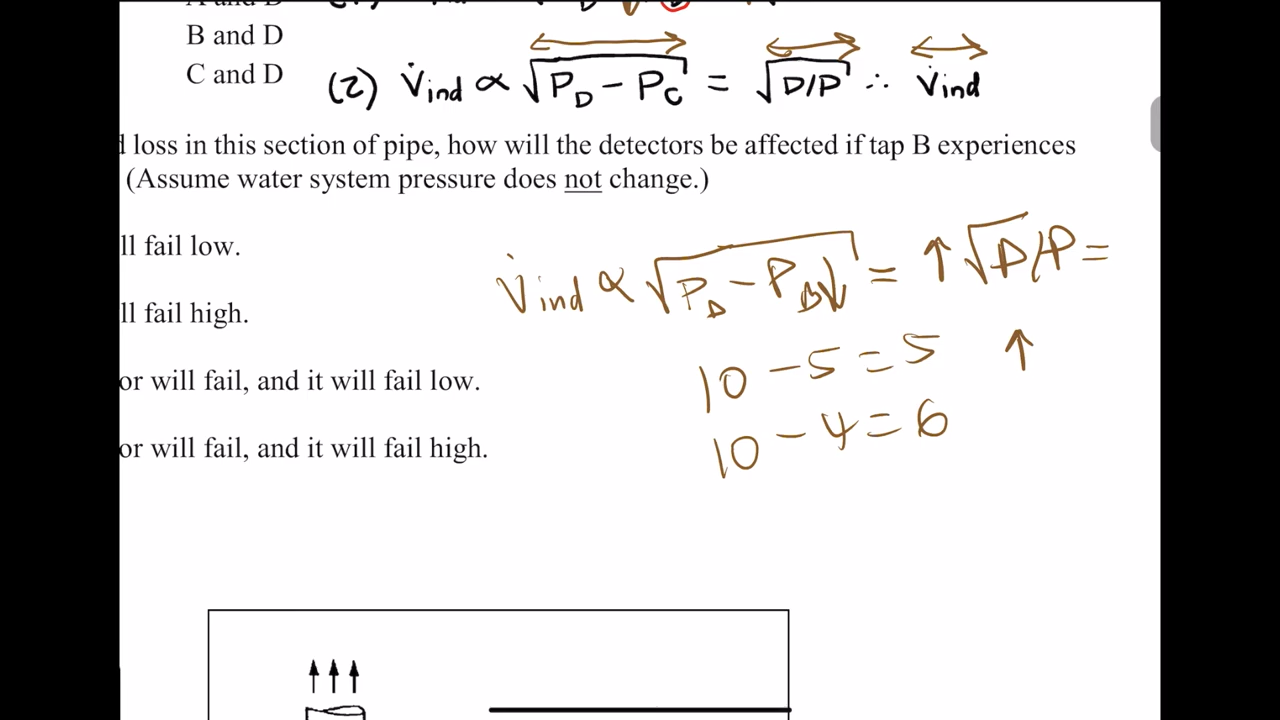 B and D
C and D
(2) V̇ind ∝ √PD - PC = √D/P ∴ V̇ind
loss in this section of pipe, how will the detectors be affected if tap B experiences
(Assume water system pressure does not change.)
ll fail low.
V̇ind ∝ √PD - PB↓ = ↑ √D/P =
ll fail high.
10 - 5 = 5 ↑
or will fail, and it will fail low.
10 - 4 = 6
or will fail, and it will fail high.